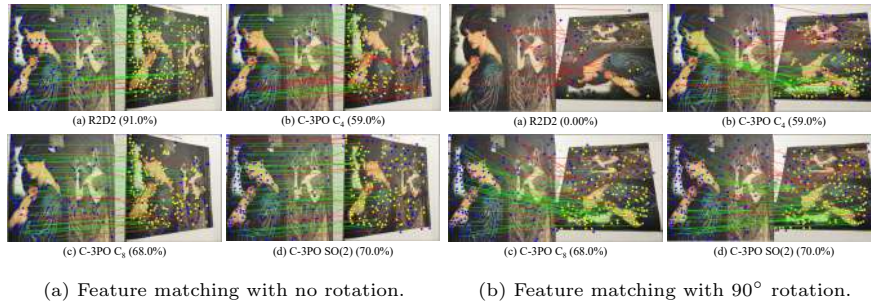 (a) R2D2 (91.0%) (b) C-3PO C₄ (59.0%) (a) R2D2 (0.00%) (b) C-3PO C₄ (59.0%)
(c) C-3PO C₈ (68.0%) (d) C-3PO SO(2) (70.0%) (c) C-3PO C₈ (68.0%) (d) C-3PO SO(2) (70.0%)
(a) Feature matching with no rotation. (b) Feature matching with 90° rotation.